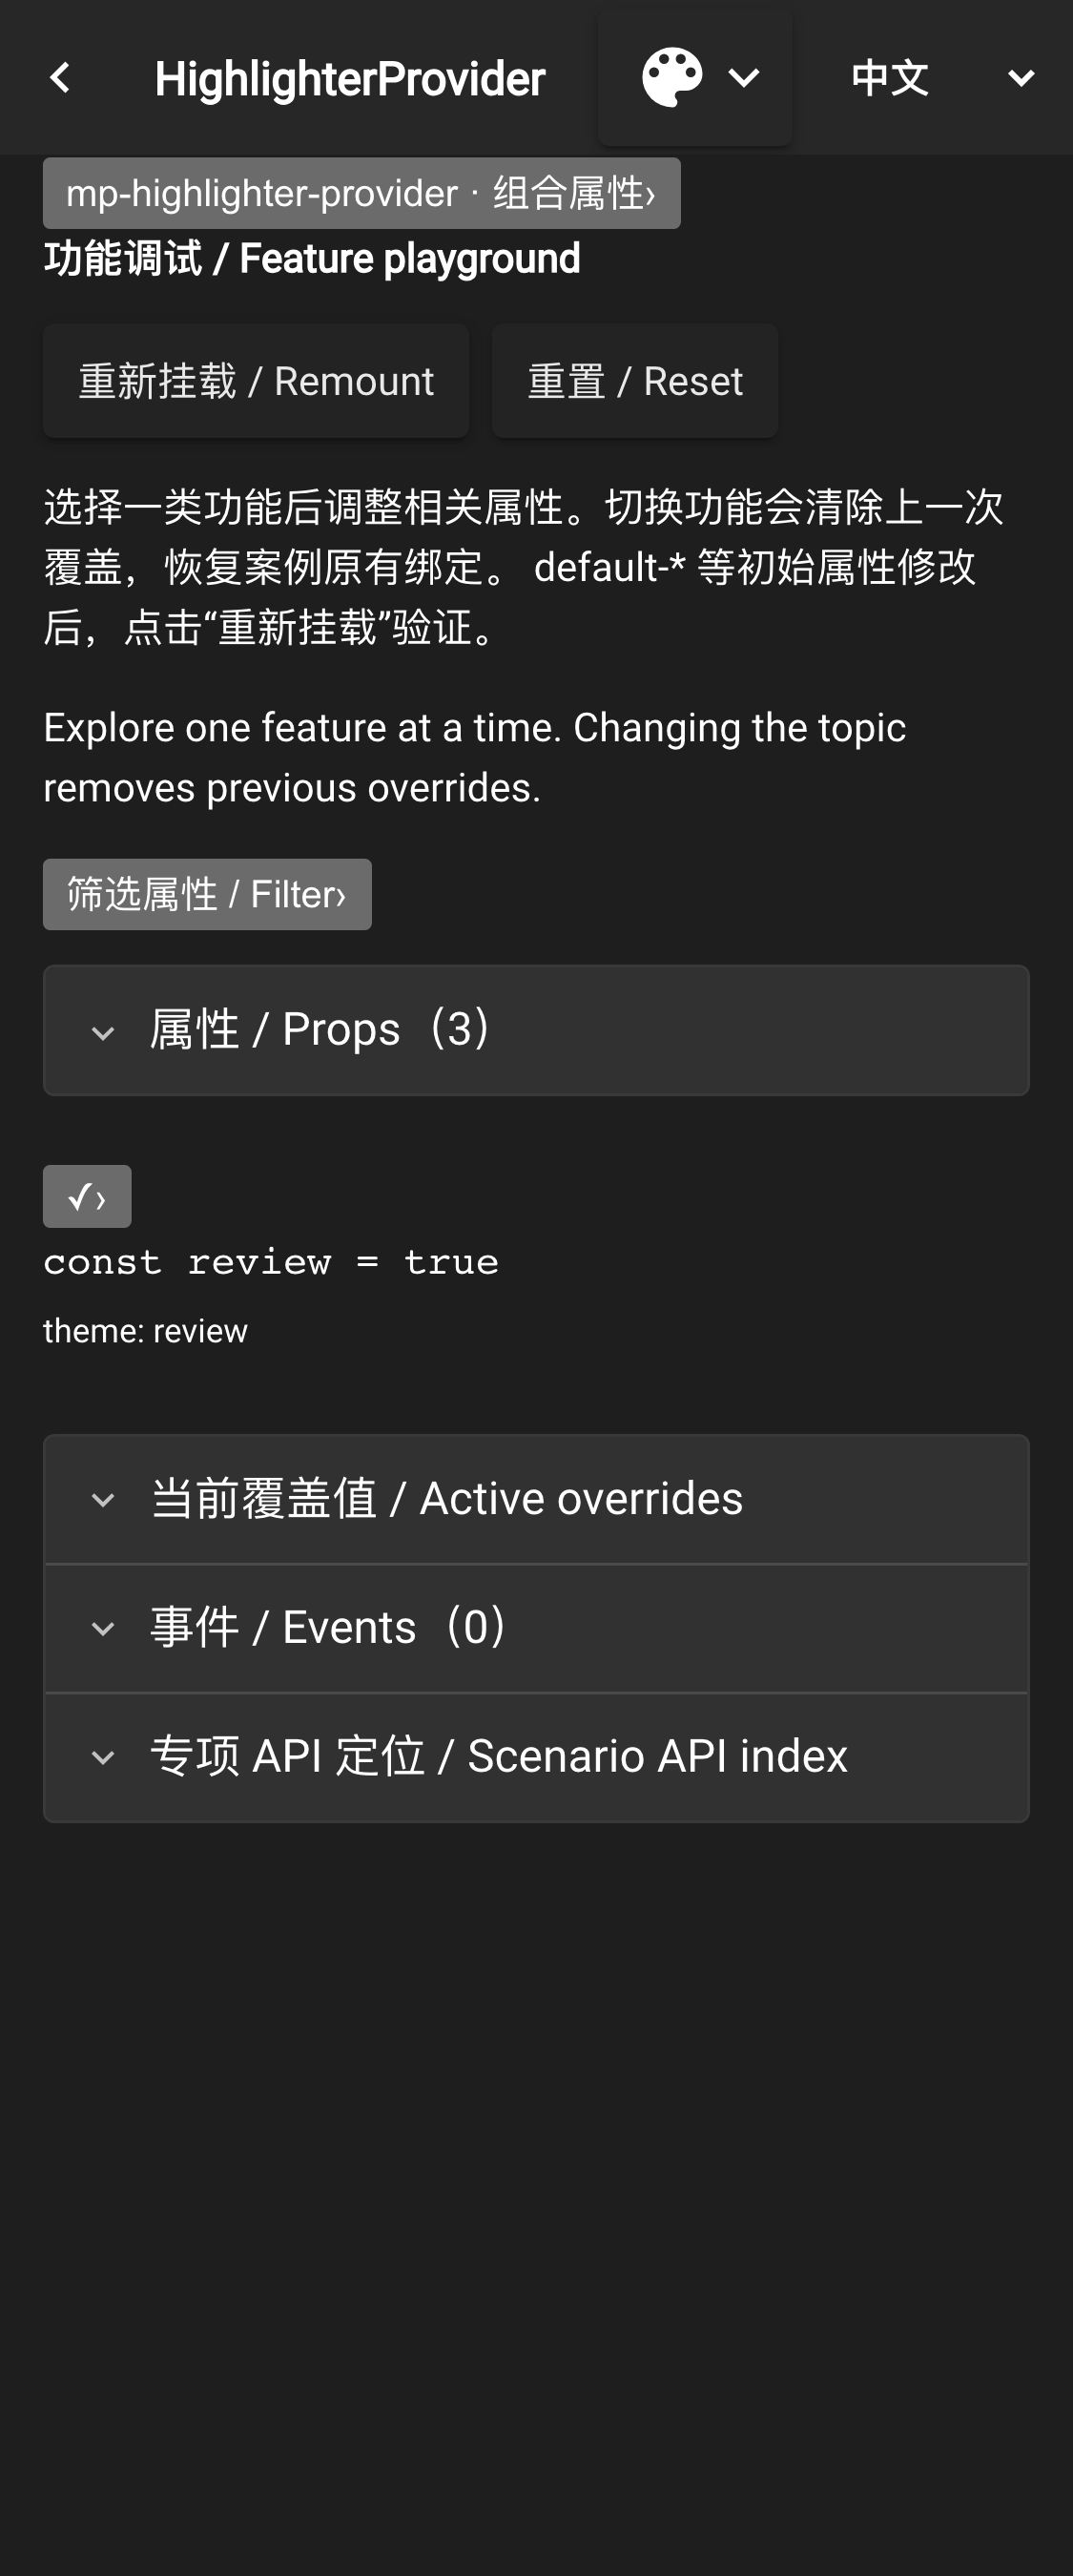 HighlighterProvider
中文
mp-highlighter-provider · 组合属性›
功能调试 / Feature playground
重新挂载 / Remount
重置 / Reset
选择一类功能后调整相关属性。切换功能会清除上一次
覆盖，恢复案例原有绑定。 default-* 等初始属性修改
后，点击“重新挂载”验证。
Explore one feature at a time. Changing the topic
removes previous overrides.
筛选属性 / Filter›
属性 / Props（3）
✓›
const review = true
theme: review
当前覆盖值 / Active overrides
事件 / Events（0）
专项 API 定位 / Scenario API index